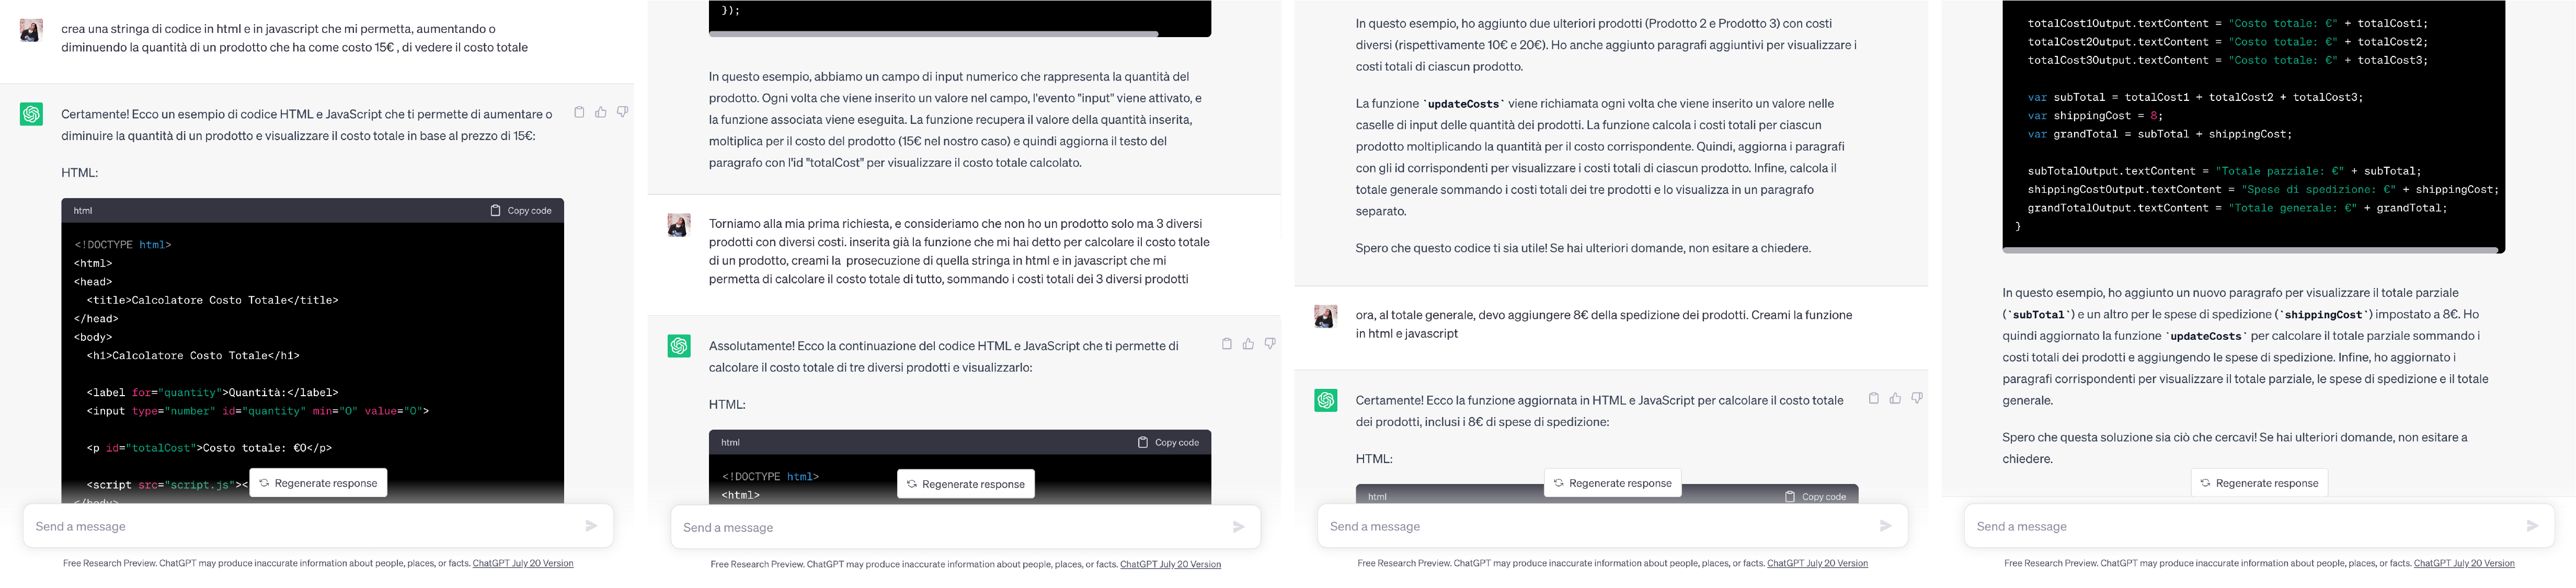 crea una stringa di codice in html e in javascript che mi permetta, aumentando o
diminuendo la quantità di un prodotto che ha come costo 15€ , di vedere il costo totale
Certamente! Ecco un esempio di codice HTML e JavaScript che ti permette di aumentare o
diminuire la quantità di un prodotto e visualizzare il costo totale in base al prezzo di 15€:
HTML:
html
Copy code
<!DOCTYPE html>
<html>
<head>
<title>Calcolatore Costo Totale</title>
</head>
<body>
<h1>Calcolatore Costo Totale</h1>
<label for="quantity">Quantità:</label>
<input type="number" id="quantity" min="0" value="0">
<p id="totalCost">Costo totale: €0</p>
<script src="script.js"><
</body>
Regenerate response
Send a message
Free Research Preview. ChatGPT may produce inaccurate information about people, places, or facts. ChatGPT July 20 Version
});
In questo esempio, abbiamo un campo di input numerico che rappresenta la quantità del
prodotto. Ogni volta che viene inserito un valore nel campo, l'evento "input" viene attivato, e
la funzione associata viene eseguita. La funzione recupera il valore della quantità inserita,
moltiplica per il costo del prodotto (15€ nel nostro caso) e quindi aggiorna il testo del
paragrafo con l'id "totalCost" per visualizzare il costo totale calcolato.
Torniamo alla mia prima richiesta, e consideriamo che non ho un prodotto solo ma 3 diversi
prodotti con diversi costi. inserita già la funzione che mi hai detto per calcolare il costo totale
di un prodotto, creami la prosecuzione di quella stringa in html e in javascript che mi
permetta di calcolare il costo totale di tutto, sommando i costi totali dei 3 diversi prodotti
Assolutamente! Ecco la continuazione del codice HTML e JavaScript che ti permette di
calcolare il costo totale di tre diversi prodotti e visualizzarlo:
HTML:
html
Copy code
<!DOCTYPE html>
<html>
Regenerate response
Send a message
Free Research Preview. ChatGPT may produce inaccurate information about people, places, or facts. ChatGPT July 20 Version
In questo esempio, ho aggiunto due ulteriori prodotti (Prodotto 2 e Prodotto 3) con costi
diversi (rispettivamente 10€ e 20€). Ho anche aggiunto paragrafi aggiuntivi per visualizzare i
costi totali di ciascun prodotto.
La funzione `updateCosts` viene richiamata ogni volta che viene inserito un valore nelle
caselle di input delle quantità dei prodotti. La funzione calcola i costi totali per ciascun
prodotto moltiplicando la quantità per il costo corrispondente. Quindi, aggiorna i paragrafi
con gli id corrispondenti per visualizzare i costi totali di ciascun prodotto. Infine, calcola il
totale generale sommando i costi totali dei tre prodotti e lo visualizza in un paragrafo
separato.
Spero che questo codice ti sia utile! Se hai ulteriori domande, non esitare a chiedere.
ora, al totale generale, devo aggiungere 8€ della spedizione dei prodotti. Creami la funzione
in html e javascript
Certamente! Ecco la funzione aggiornata in HTML e JavaScript per calcolare il costo totale
dei prodotti, inclusi i 8€ di spese di spedizione:
HTML:
html
Copy code
Regenerate response
Send a message
Free Research Preview. ChatGPT may produce inaccurate information about people, places, or facts. ChatGPT July 20 Version
totalCost1Output.textContent = "Costo totale: €" + totalCost1;
totalCost2Output.textContent = "Costo totale: €" + totalCost2;
totalCost3Output.textContent = "Costo totale: €" + totalCost3;
var subTotal = totalCost1 + totalCost2 + totalCost3;
var shippingCost = 8;
var grandTotal = subTotal + shippingCost;
subTotalOutput.textContent = "Totale parziale: €" + subTotal;
shippingCostOutput.textContent = "Spese di spedizione: €" + shippingCost;
grandTotalOutput.textContent = "Totale generale: €" + grandTotal;
}
In questo esempio, ho aggiunto un nuovo paragrafo per visualizzare il totale parziale
(`subTotal`) e un altro per le spese di spedizione (`shippingCost`) impostato a 8€. Ho
quindi aggiornato la funzione `updateCosts` per calcolare il totale parziale sommando i
costi totali dei prodotti e aggiungendo le spese di spedizione. Infine, ho aggiornato i
paragrafi corrispondenti per visualizzare il totale parziale, le spese di spedizione e il totale
generale.
Spero che questa soluzione sia ciò che cercavi! Se hai ulteriori domande, non esitare a
chiedere.
Regenerate response
Send a message
Free Research Preview. ChatGPT may produce inaccurate information about people, places, or facts. ChatGPT July 20 Version